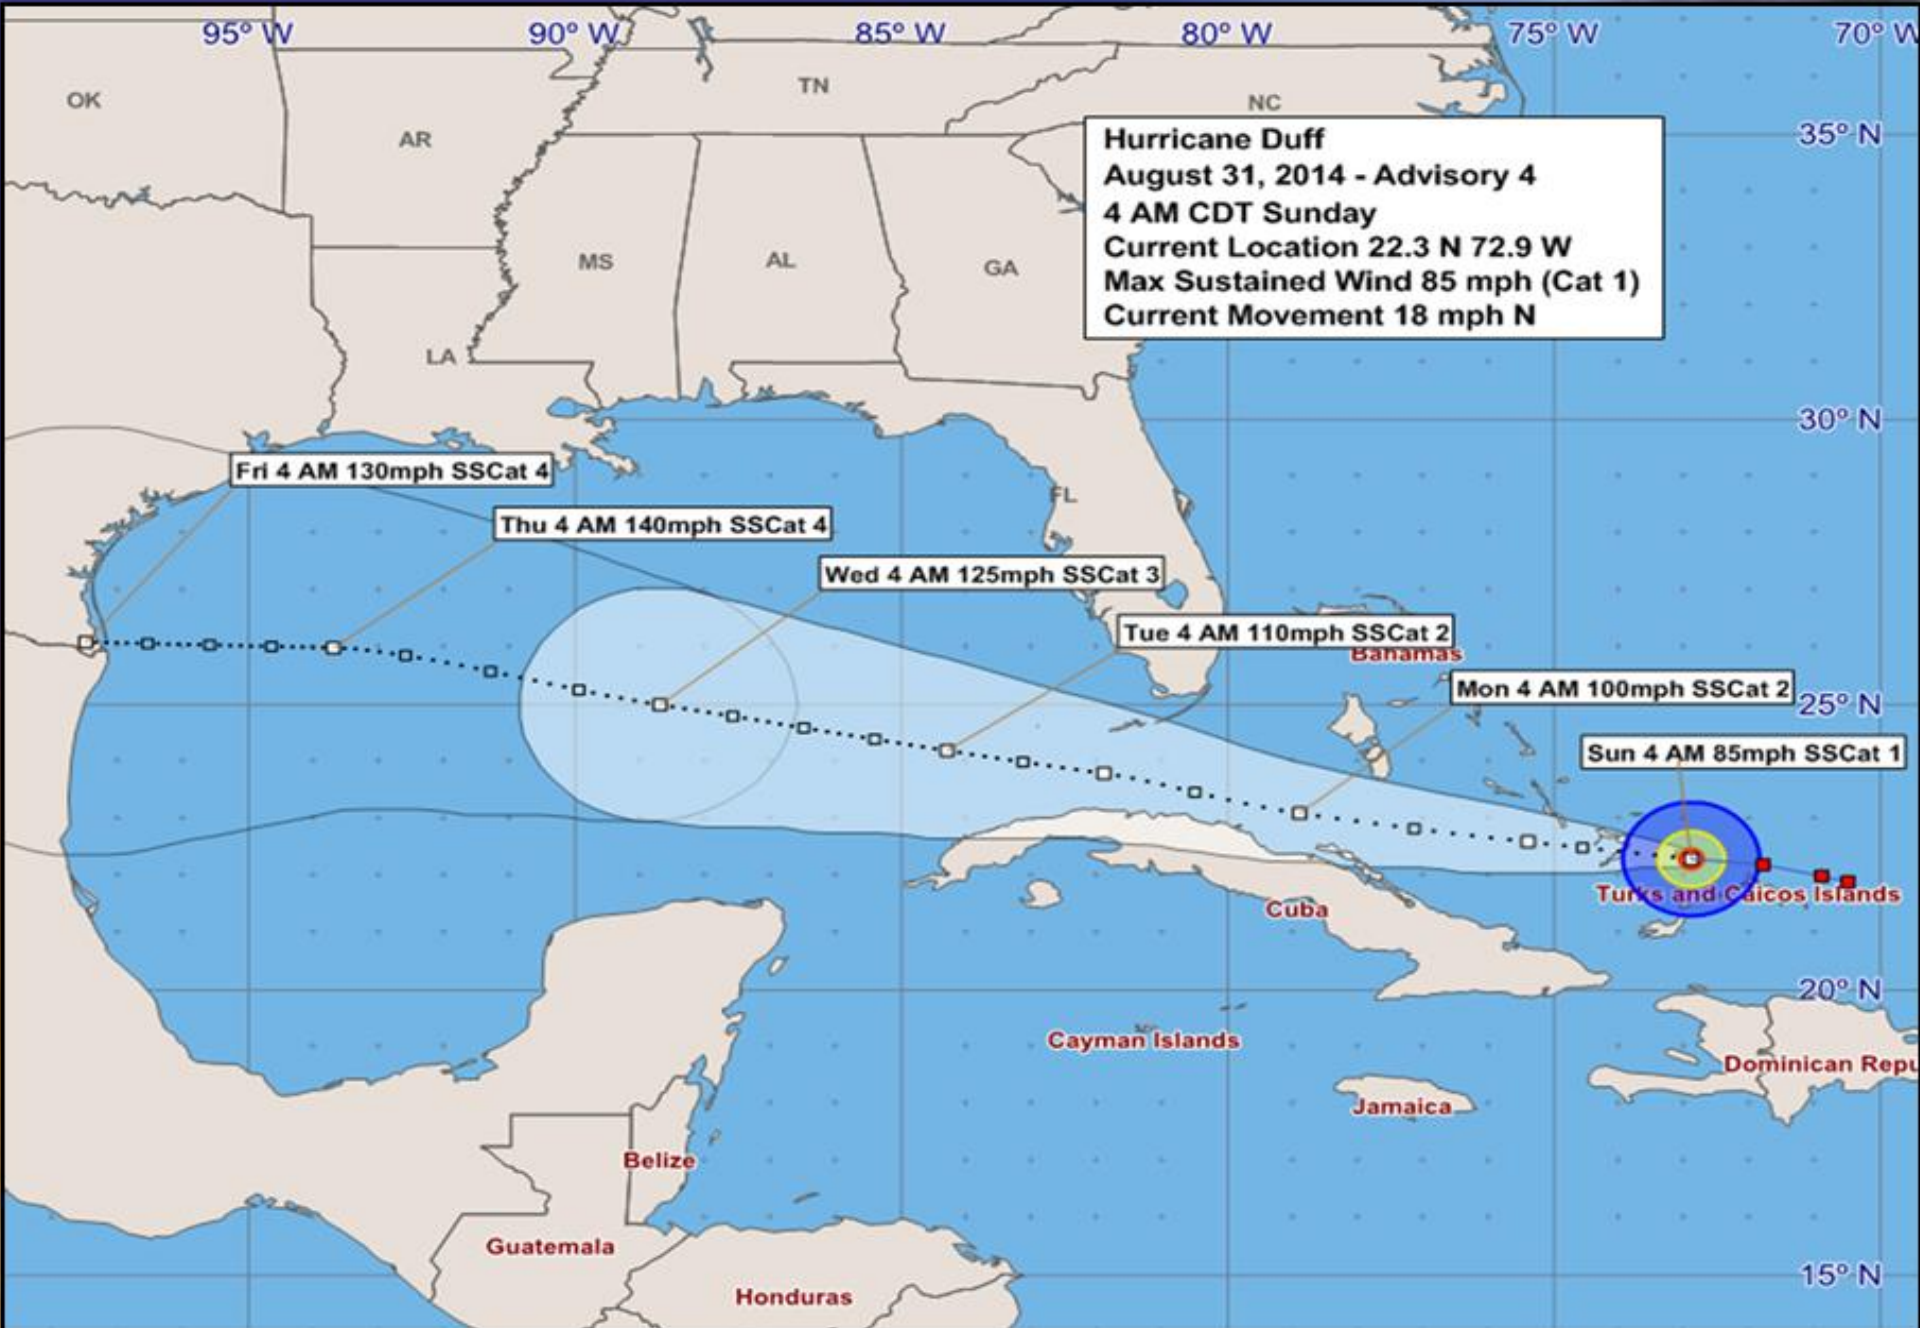 95° W
90° W
85° W
80° W
75° W
70° W
OK
TN
NC
AR
35° N
Hurricane Duff
August 31, 2014 - Advisory 4
4 AM CDT Sunday
Current Location 22.3 N 72.9 W
Max Sustained Wind 85 mph (Cat 1)
Current Movement 18 mph N
MS
AL
GA
LA
30° N
Fri 4 AM 130mph SSCat 4
FL
Thu 4 AM 140mph SSCat 4
Wed 4 AM 125mph SSCat 3
Tue 4 AM 110mph SSCat 2
Bahamas
Mon 4 AM 100mph SSCat 2
25° N
Sun 4 AM 85mph SSCat 1
Turks and Caicos Islands
Cuba
20° N
Cayman Islands
Dominican Repu
Jamaica
Belize
Guatemala
15° N
Honduras